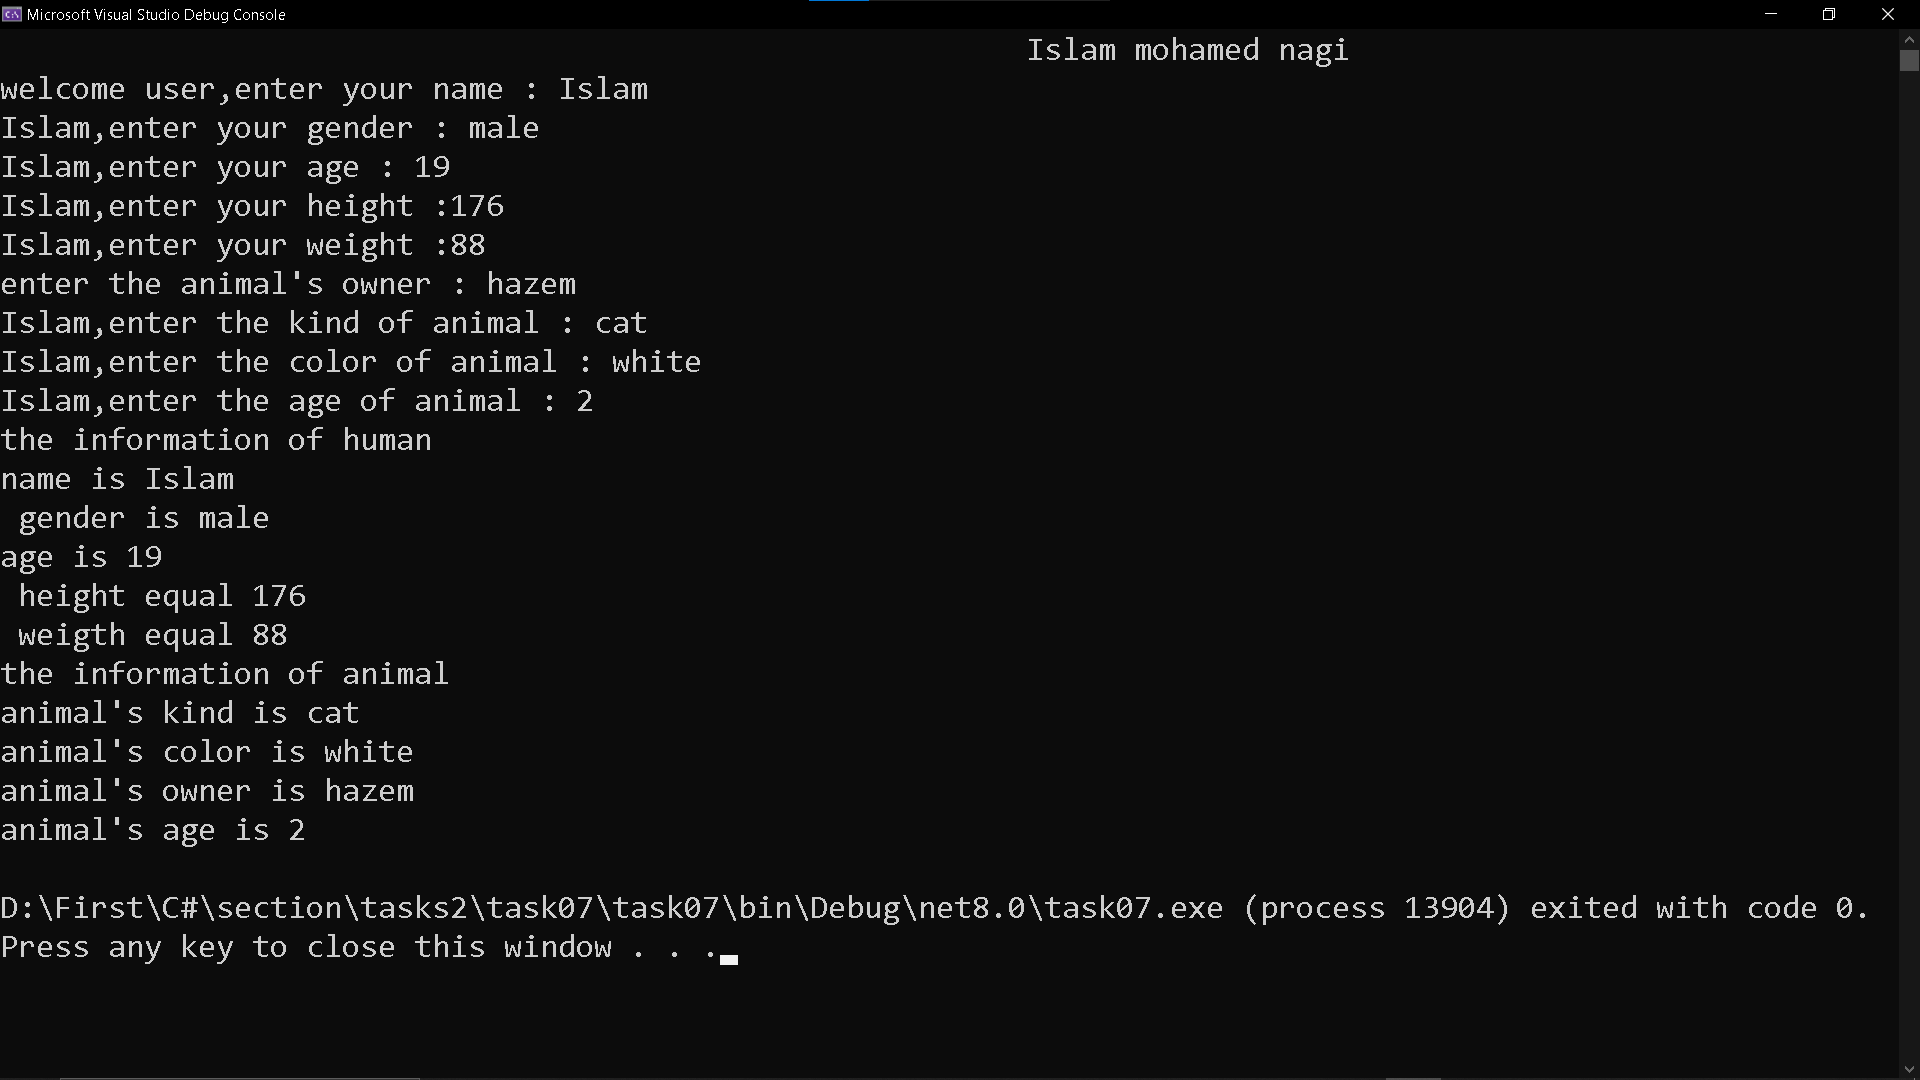 Microsoft Visual Studio Debug Console
Islam mohamed nagi
welcome user,enter your name : Islam
Islam,enter your gender : male
Islam,enter your age : 19
Islam,enter your height :176
Islam,enter your weight :88
enter the animal's owner : hazem
Islam,enter the kind of animal : cat
Islam,enter the color of animal : white
Islam,enter the age of animal : 2
the information of human
name is Islam
 gender is male
age is 19
 height equal 176
 weigth equal 88
the information of animal
animal's kind is cat
animal's color is white
animal's owner is hazem
animal's age is 2
D:\First\C#\section\tasks2\task07\task07\bin\Debug\net8.0\task07.exe (process 13904) exited with code 0.
Press any key to close this window . . .